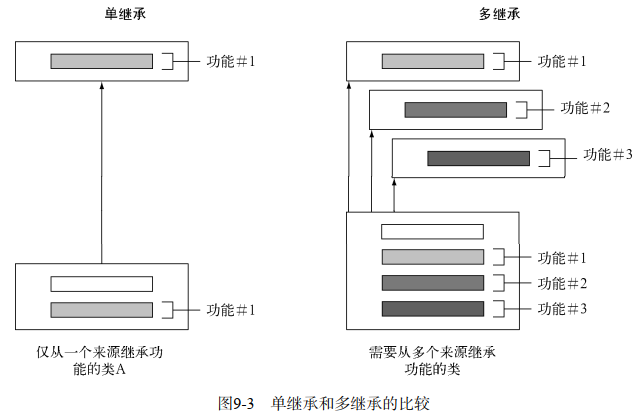 单继承
多继承
功能＃1
功能＃1
功能＃2
功能＃3
功能＃1
功能＃1
功能＃2
功能＃3
仅从一个来源继承功
能的类A
需要从多个来源继承
功能的类
图9-3 单继承和多继承的比较